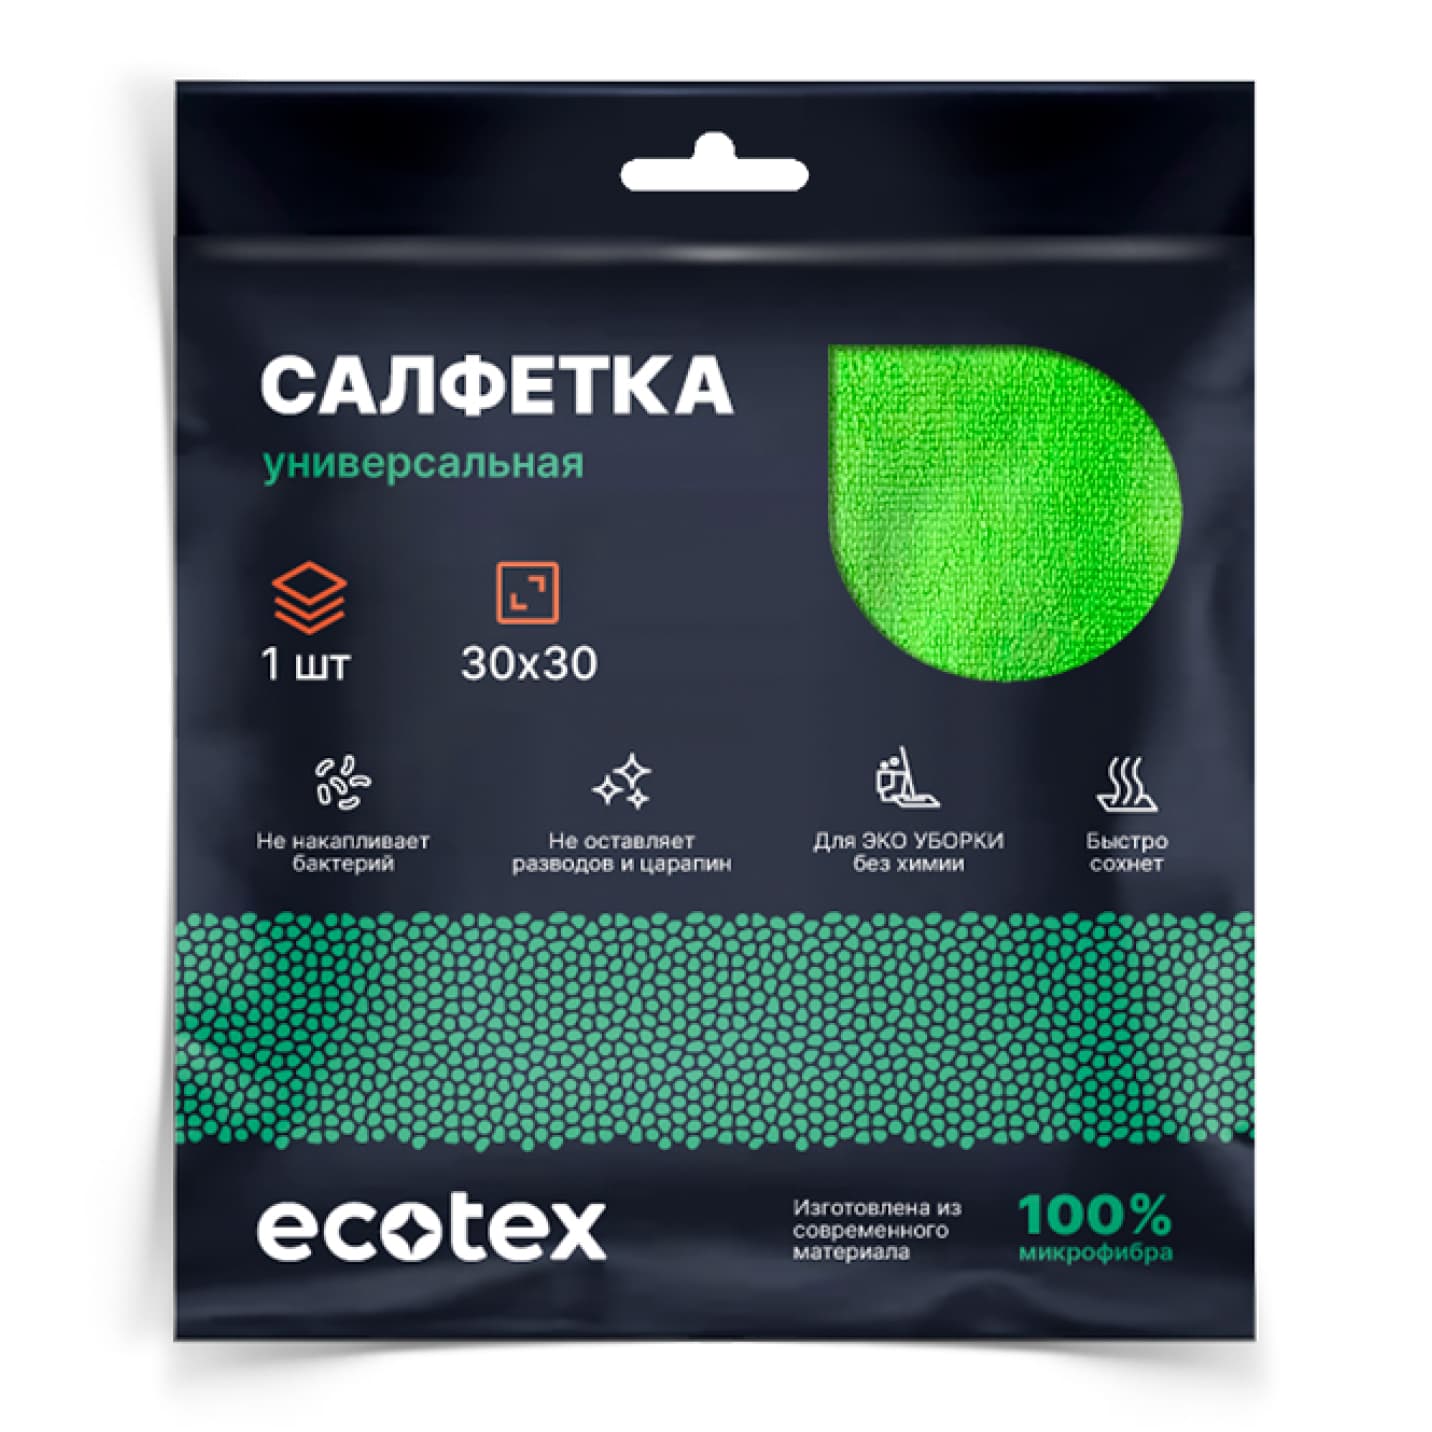 САЛФЕТКА
универсальная
1 шт
30х30
Не накапливает
бактерий
Не оставляет
разводов и царапин
Для ЭКО УБОРКИ
без химии
Быстро
сохнет
ecotex
Изготовлена из
современного
материала
100%
микрофибра